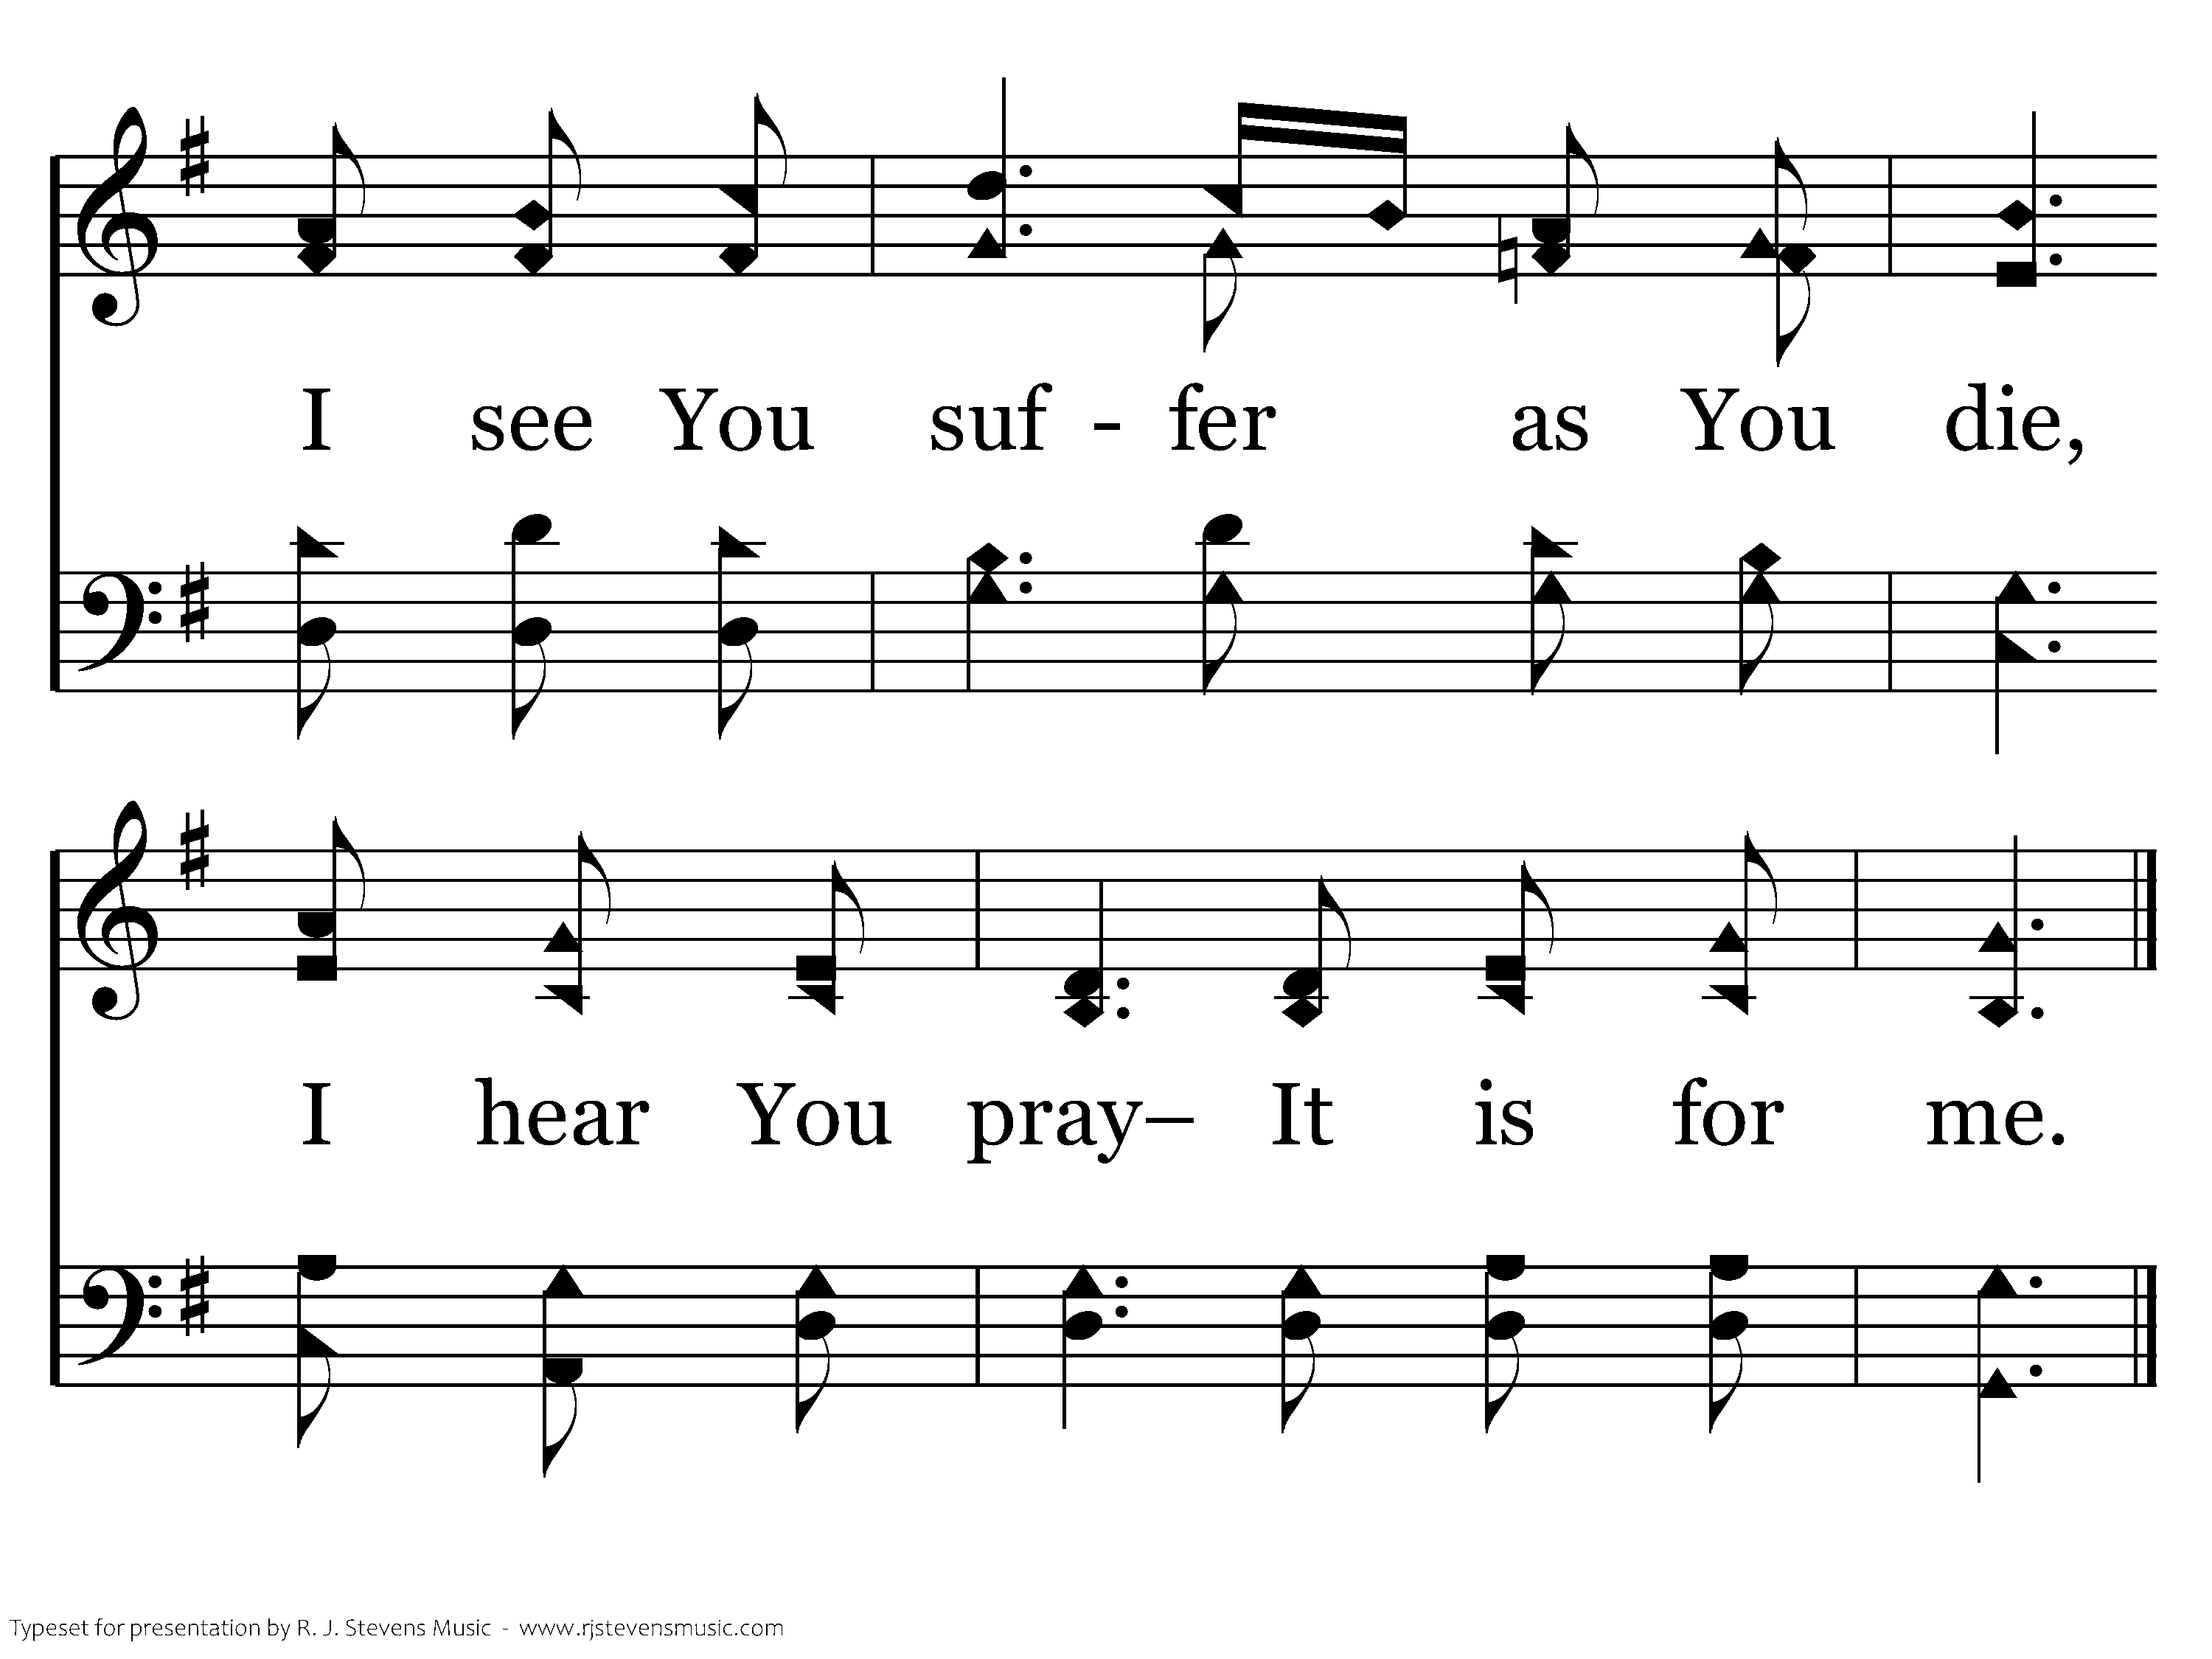 I see You suf - fer as You die,
I hear You pray– It is for me.
Typeset for presentation by R. J. Stevens Music - www.rjstevensmusic.com